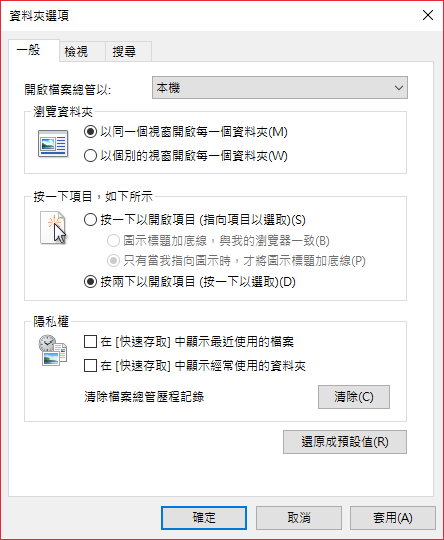 資料夾選項
一般 檢視 搜尋
開啟檔案總管以: 本機
瀏覽資料夾
以同一個視窗開啟每一個資料夾(M)
以個別的視窗開啟每一個資料夾(W)
按一下項目，如下所示
按一下以開啟項目 (指向項目以選取)(S)
圖示標題加底線，與我的瀏覽器一致(B)
只有當我指向圖示時，才將圖示標題加底線(P)
按兩下以開啟項目 (按一下以選取)(D)
隱私權
在 [快速存取] 中顯示最近使用的檔案
在 [快速存取] 中顯示經常使用的資料夾
清除檔案總管歷程記錄 清除(C)
還原成預設值(R)
確定 取消 套用(A)